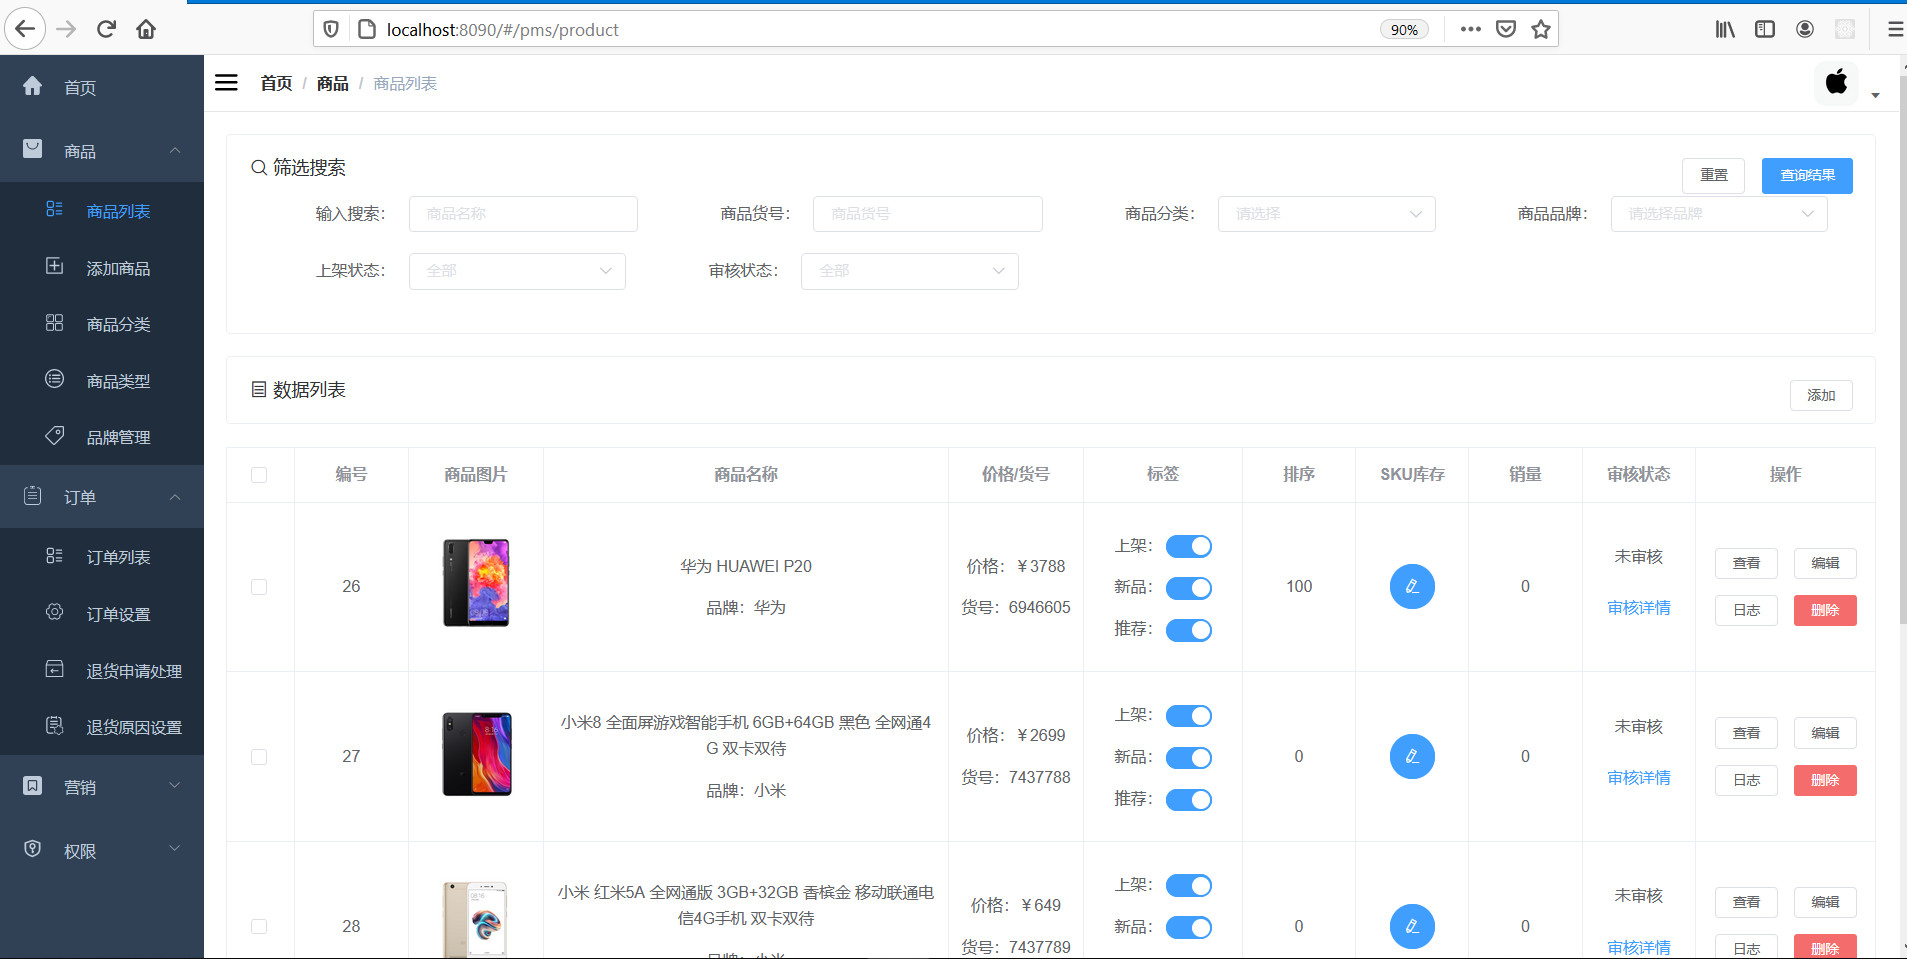 localhost:8090/#/pms/product
90%
首页
商品
商品列表
添加商品
商品分类
商品类型
品牌管理
订单
订单列表
订单设置
退货申请处理
退货原因设置
营销
权限
首页 / 商品 / 商品列表
筛选搜索
重置
查询结果
输入搜索: 商品名称
商品货号: 商品货号
商品分类: 请选择
商品品牌: 请选择品牌
上架状态: 全部
审核状态: 全部
数据列表
添加
编号 商品图片 商品名称 价格/货号 标签 排序 SKU库存 销量 审核状态 操作
26
华为 HUAWEI P20
品牌：华为
价格：￥3788
货号：6946605
上架：
新品：
推荐：
100
0
未审核
审核详情
查看 编辑
日志 删除
27
小米8 全面屏游戏智能手机 6GB+64GB 黑色 全网通4
G 双卡双待
品牌：小米
价格：￥2699
货号：7437788
上架：
新品：
推荐：
0
0
未审核
审核详情
查看 编辑
日志 删除
28
小米 红米5A 全网通版 3GB+32GB 香槟金 移动联通电
信4G手机 双卡双待
品牌：小米
价格：￥649
货号：7437789
上架：
新品：
0
0
未审核
审核详情
查看 编辑
日志 删除